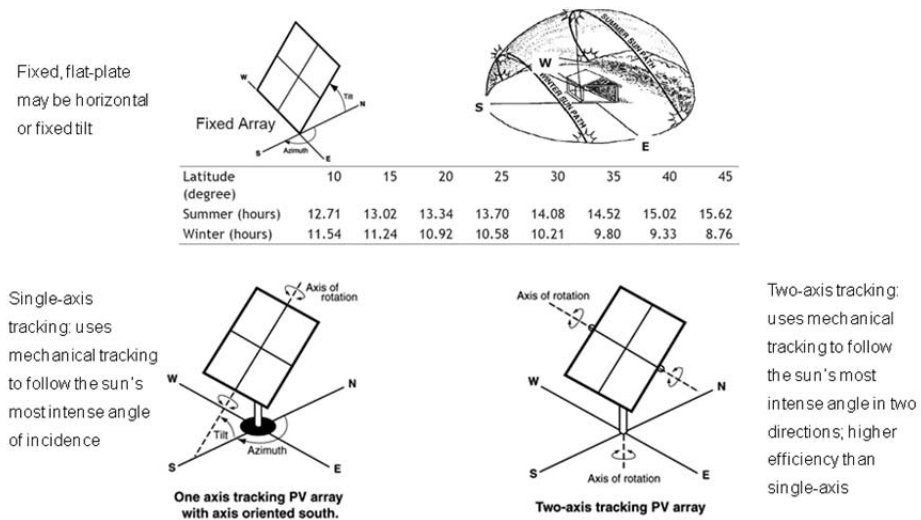 Fixed, flat-plate
may be horizontal
or fixed tilt
W
N
Tilt
Fixed Array
S
Azimuth
E
SUMMER SUN PATH
W
WINTER SUN PATH
S
E
Latitude 10 15 20 25 30 35 40 45
(degree)
Summer (hours) 12.71 13.02 13.34 13.70 14.08 14.52 15.02 15.62
Winter (hours) 11.54 11.24 10.92 10.58 10.21 9.80 9.33 8.76
Single-axis
tracking: uses
mechanical tracking
to follow the sun's
most intense angle
of incidence
Axis of
rotation
W
N
Tilt
Azimuth
S
E
One axis tracking PV array
with axis oriented south.
Axis of rotation
W
N
S
E
Axis of rotation
Two-axis tracking PV array
Two-axis tracking:
uses mechanical
tracking to follow
the sun's most
intense angle in two
directions; higher
efficiency than
single-axis